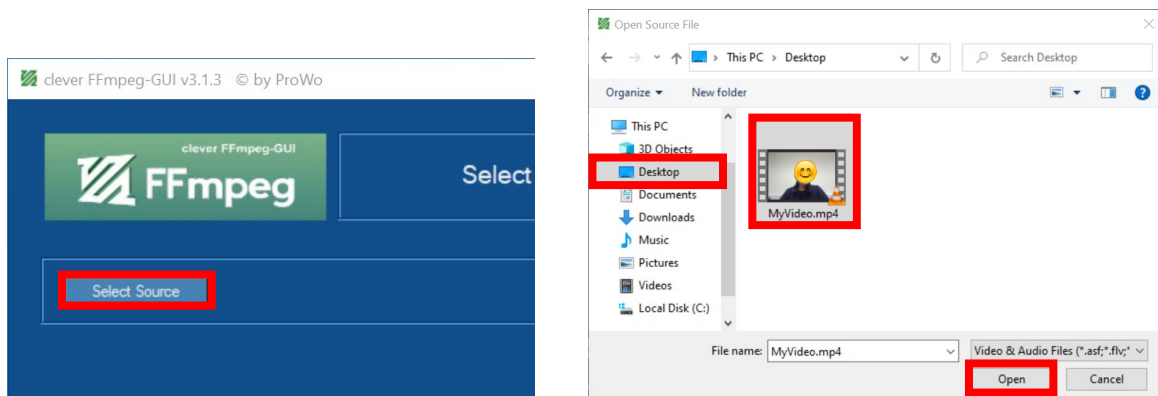 clever FFmpeg-GUI v3.1.3 © by ProWo
clever FFmpeg-GUI
FFmpeg
Select
Select Source
Open Source File
This PC > Desktop
Search Desktop
Organize
New folder
This PC
3D Objects
Desktop
Documents
Downloads
Music
Pictures
Videos
Local Disk (C:)
MyVideo.mp4
File name: MyVideo.mp4
Video & Audio Files (*.asf;*.flv;*
Open
Cancel